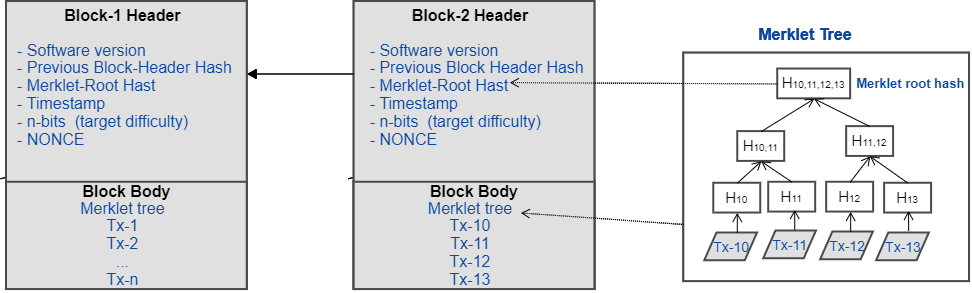 Block-1 Header
- Software version
- Previous Block-Header Hash
- Merklet-Root Hast
- Timestamp
- n-bits (target difficulty)
- NONCE
Block Body
Merklet tree
Tx-1
Tx-2
...
Tx-n
Block-2 Header
- Software version
- Previous Block Header Hash
- Merklet-Root Hast
- Timestamp
- n-bits (target difficulty)
- NONCE
Block Body
Merklet tree
Tx-10
Tx-11
Tx-12
Tx-13
Merklet Tree
H10,11,12,13 Merklet root hash
H10,11 H11,12
H10 H11 H12 H13
Tx-10 Tx-11 Tx-12 Tx-13